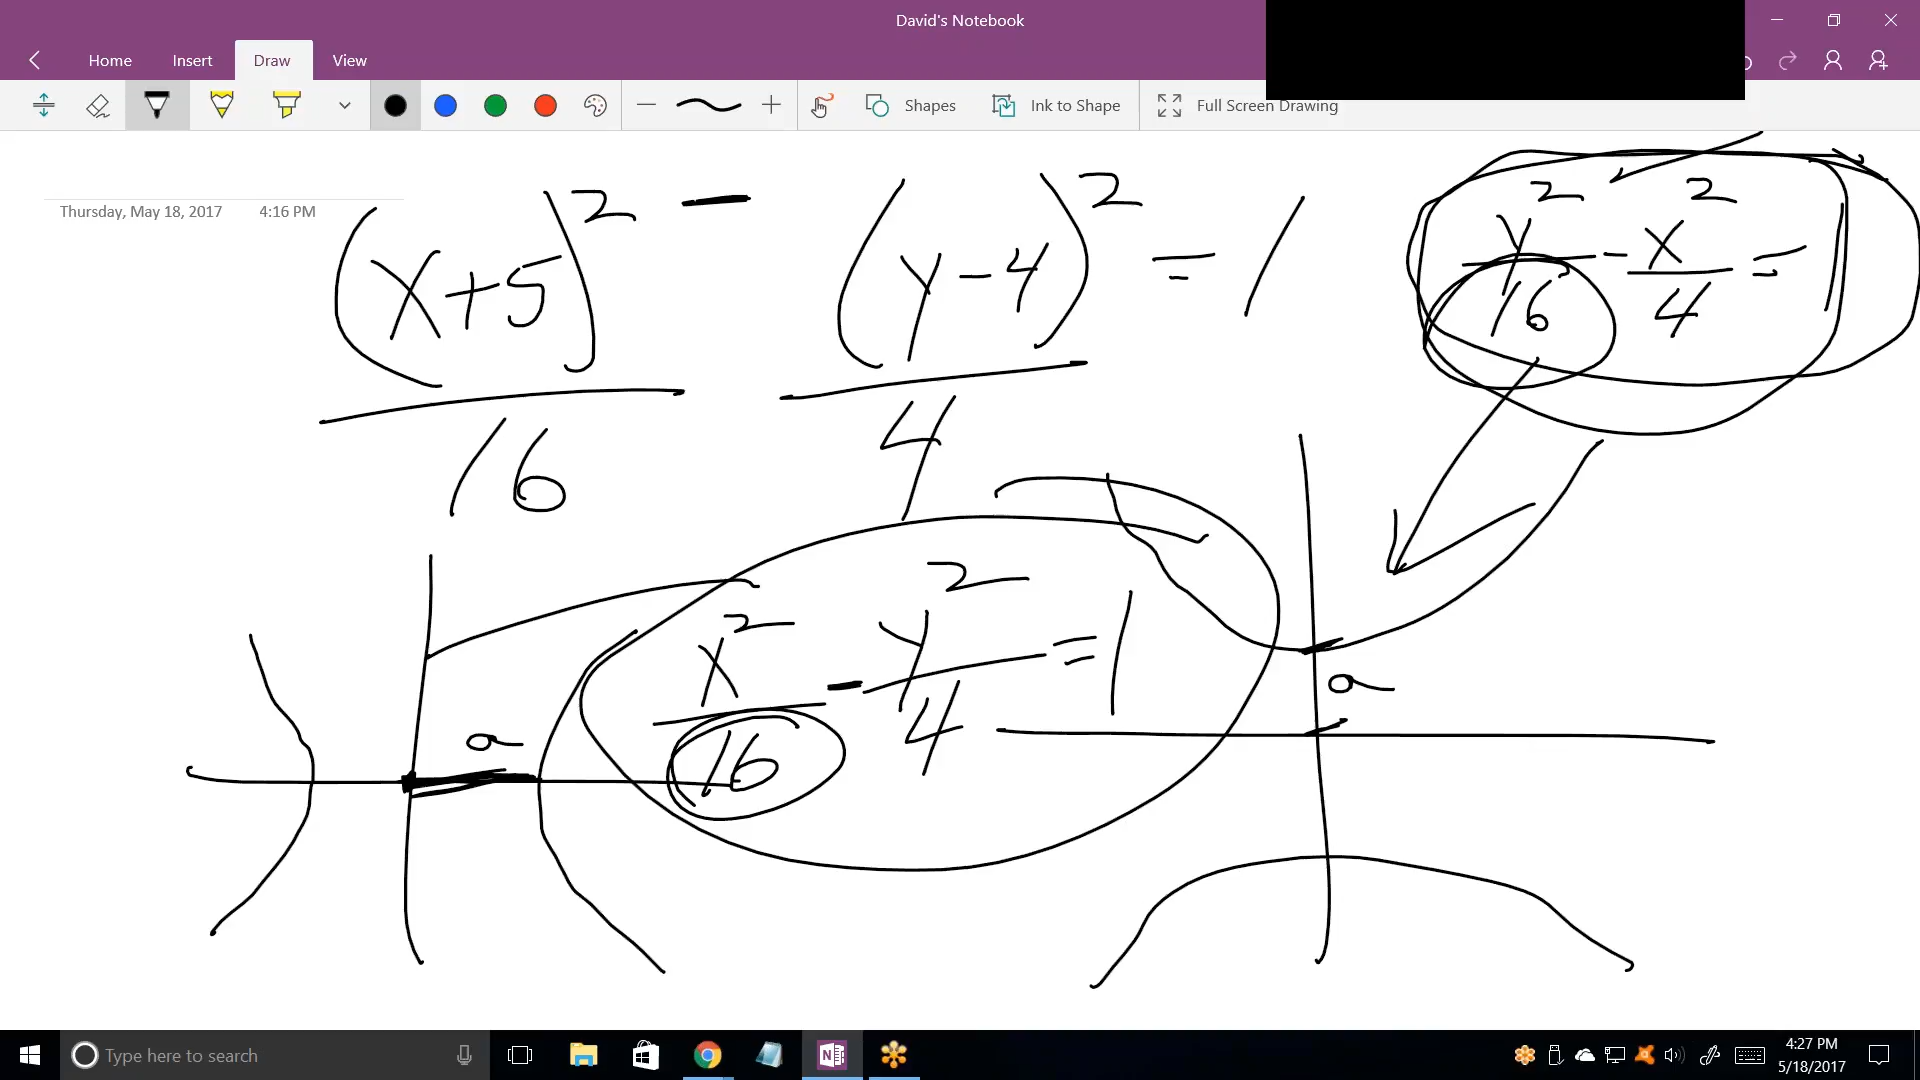 David's Notebook
Home Insert Draw View
Shapes Ink to Shape Full Screen Drawing
Thursday, May 18, 2017 4:16 PM
(x+5)² - (y-4)² = 1
16 4
y² - x² = 1
16 4
x² - y² = 1
16 4
a
a
Type here to search
4:27 PM
5/18/2017